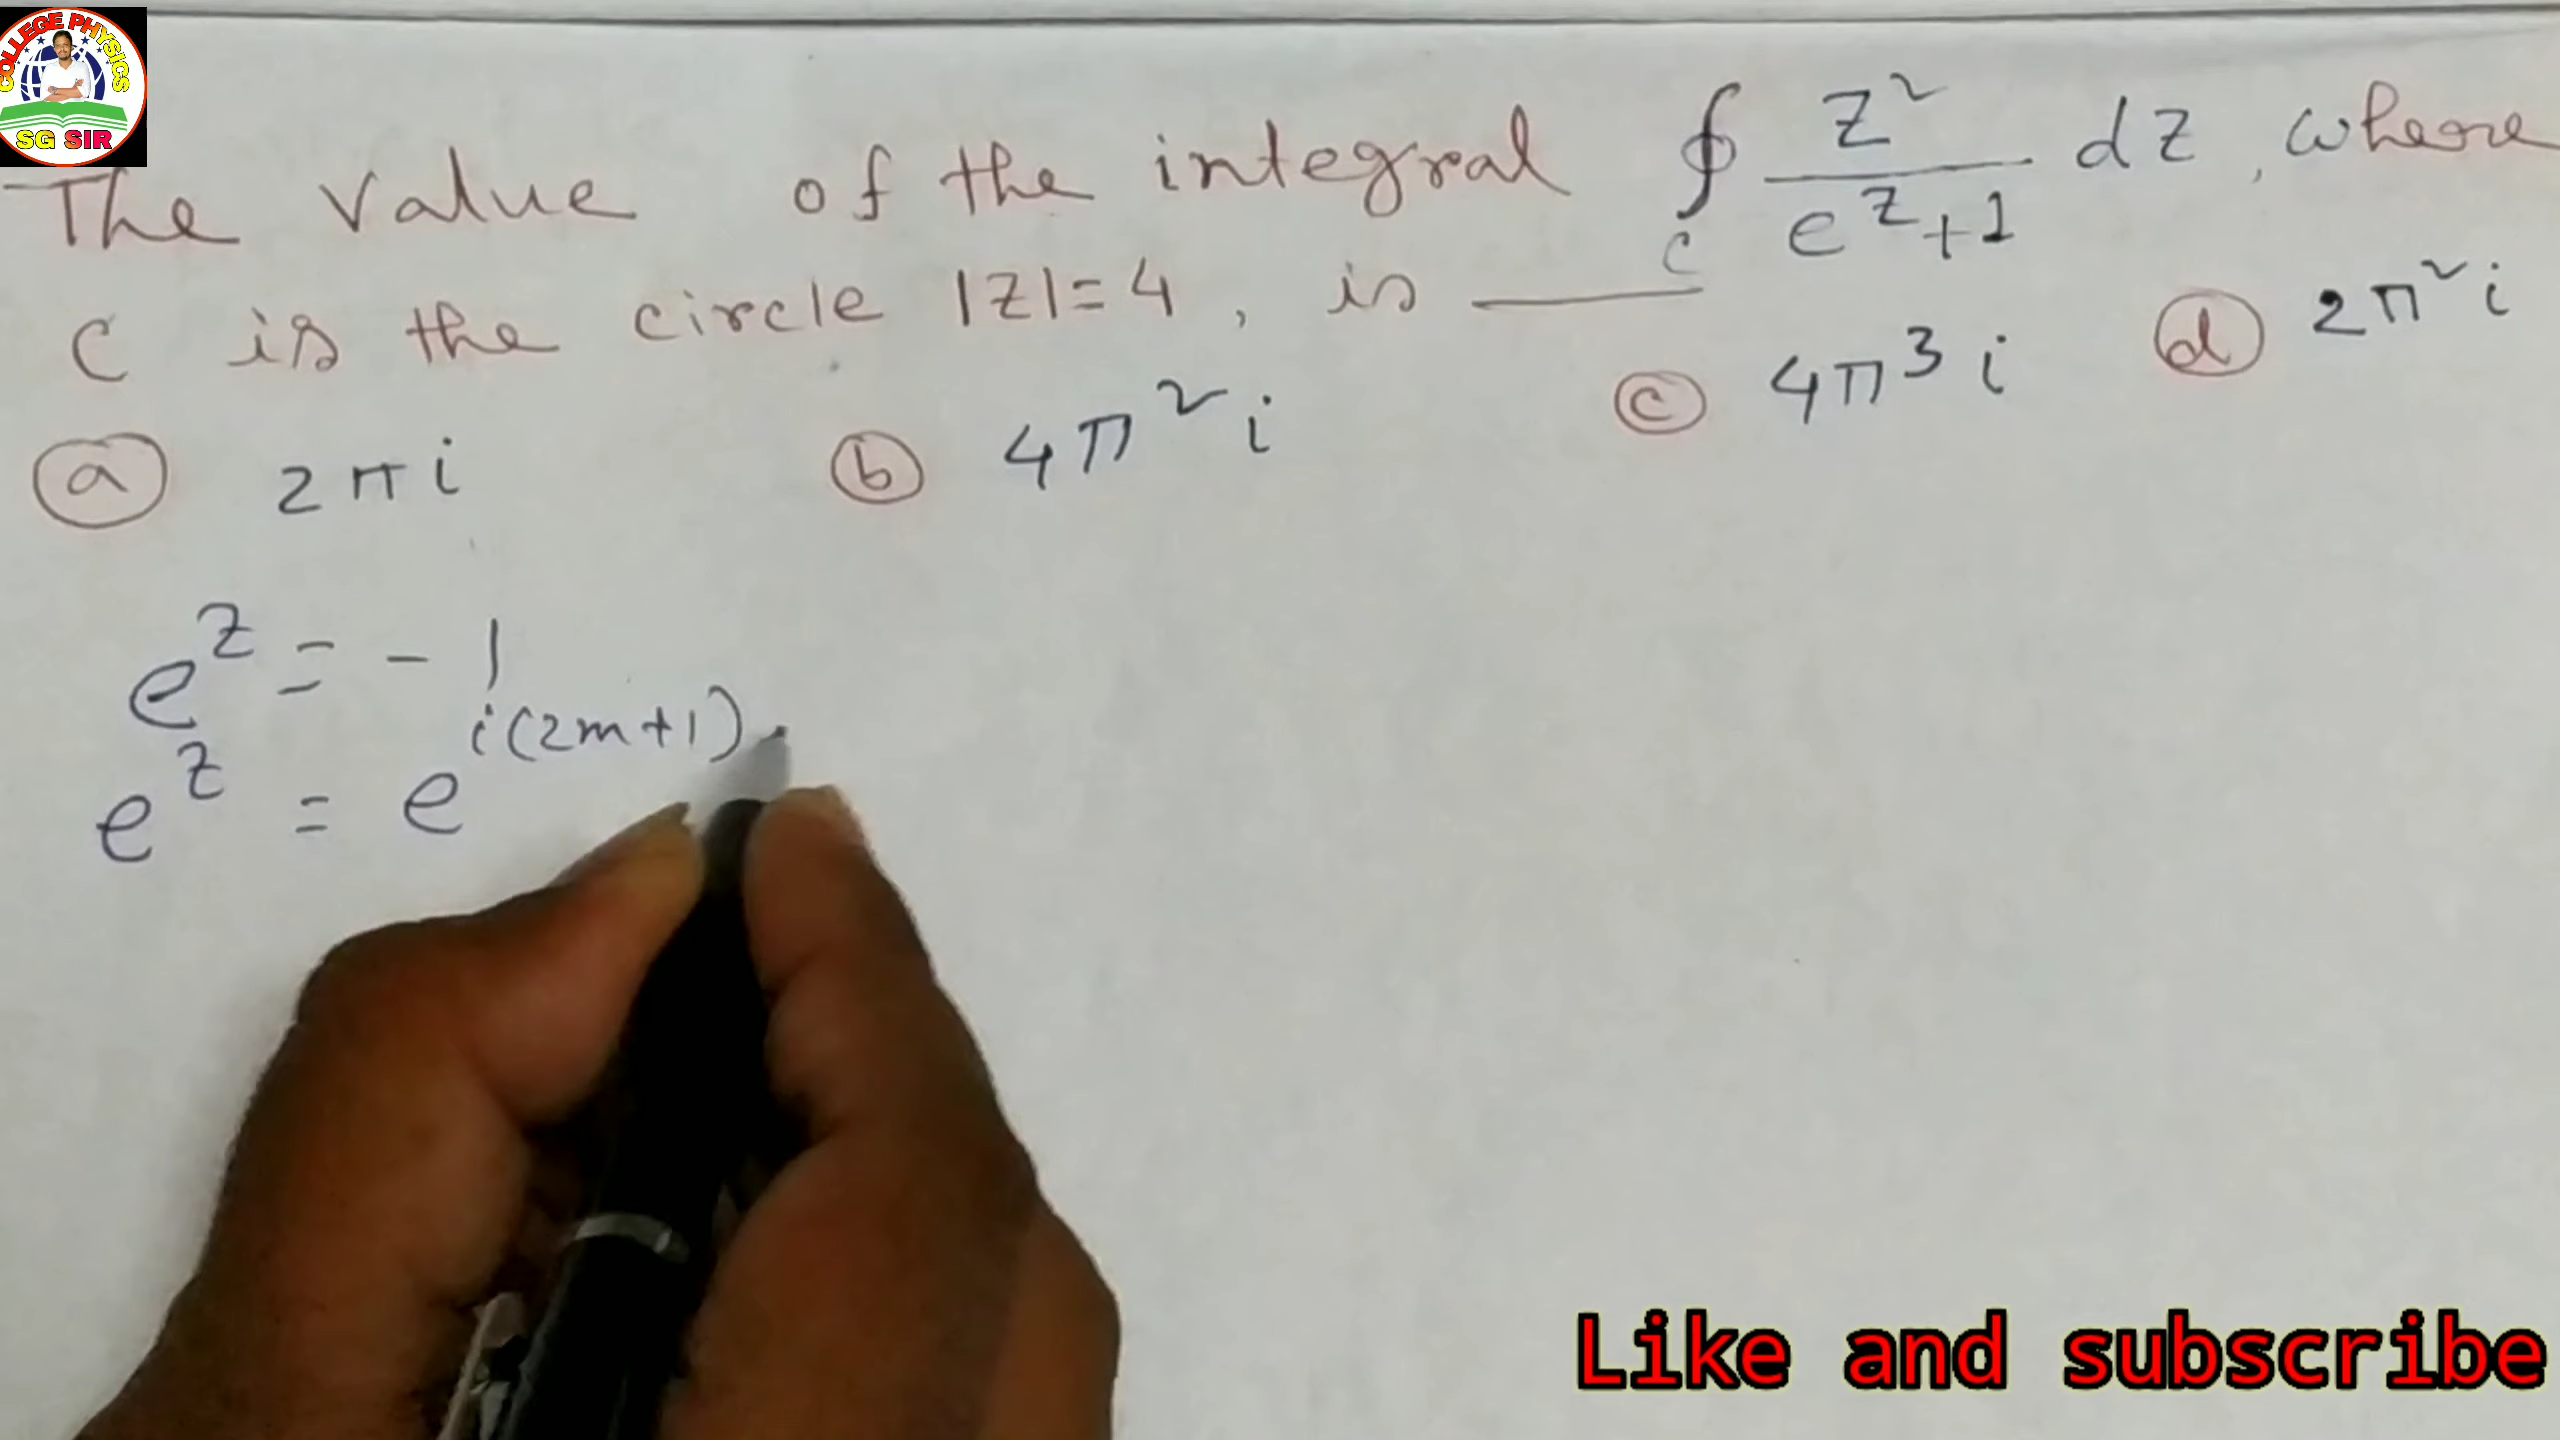 COLLEGE PHYSICS
SG SIR
The value of the integral ∮_C z²/(e^z+1) dz, where
C is the circle |z|=4, is ———
(a) 2πi (b) 4π²i (c) 4π³i (d) 2π²i
e^z = -1
e^z = e^i(2m+1)
Like and subscribe